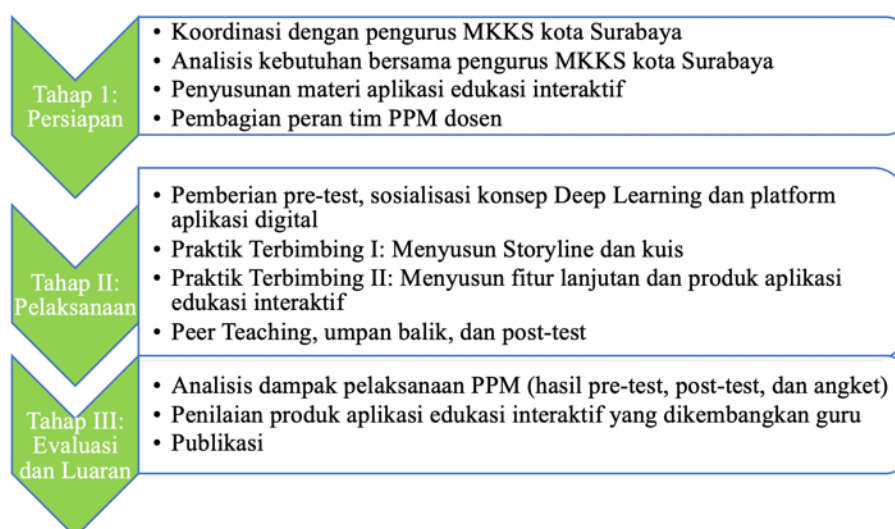 Tahap 1:
Persiapan
• Koordinasi dengan pengurus MKKS kota Surabaya
• Analisis kebutuhan bersama pengurus MKKS kota Surabaya
• Penyusunan materi aplikasi edukasi interaktif
• Pembagian peran tim PPM dosen
Tahap II:
Pelaksanaan
• Pemberian pre-test, sosialisasi konsep Deep Learning dan platform
aplikasi digital
• Praktik Terbimbing I: Menyusun Storyline dan kuis
• Praktik Terbimbing II: Menyusun fitur lanjutan dan produk aplikasi
edukasi interaktif
• Peer Teaching, umpan balik, dan post-test
Tahap III:
Evaluasi
dan Luaran
• Analisis dampak pelaksanaan PPM (hasil pre-test, post-test, dan angket)
• Penilaian produk aplikasi edukasi interaktif yang dikembangkan guru
• Publikasi